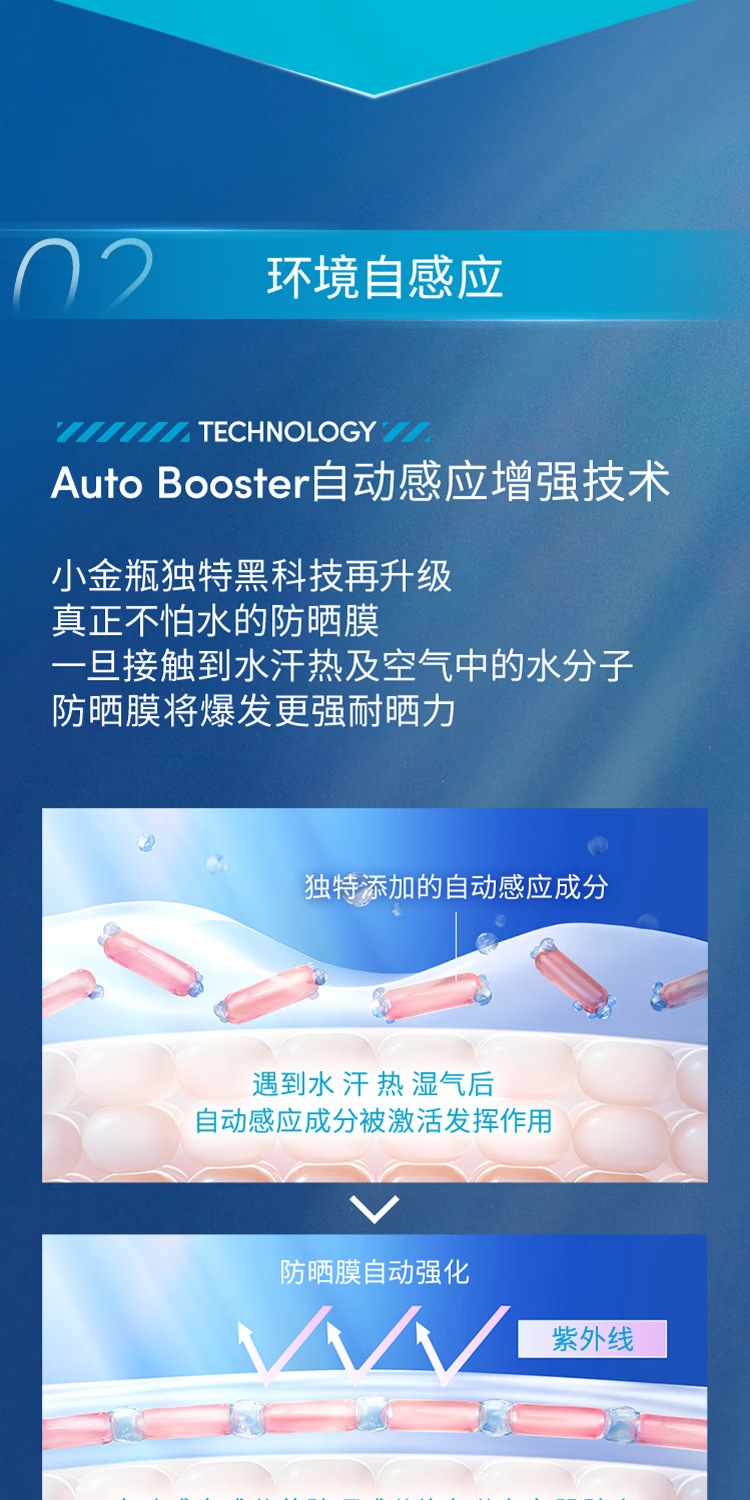 02
环境自感应
TECHNOLOGY
Auto Booster自动感应增强技术
小金瓶独特黑科技再升级
真正不怕水的防晒膜
一旦接触到水汗热及空气中的水分子
防晒膜将爆发更强耐晒力
独特添加的自动感应成分
遇到水 汗 热 湿气后
自动感应成分被激活发挥作用
防晒膜自动强化
紫外线